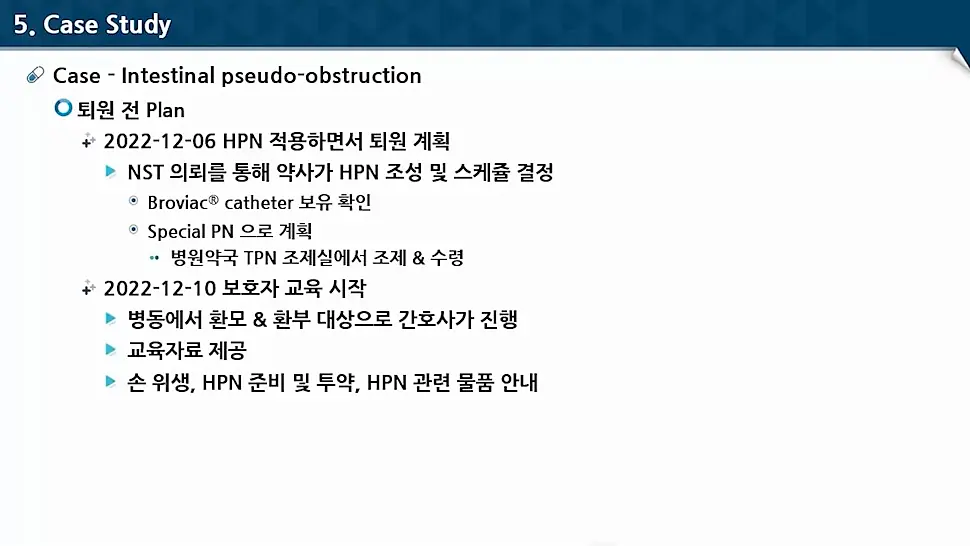 5. Case Study
Case - Intestinal pseudo-obstruction
퇴원 전 Plan
2022-12-06 HPN 적용하면서 퇴원 계획
NST 의뢰를 통해 약사가 HPN 조성 및 스케쥴 결정
Broviac® catheter 보유 확인
Special PN 으로 계획
병원약국 TPN 조제실에서 조제 & 수령
2022-12-10 보호자 교육 시작
병동에서 환모 & 환부 대상으로 간호사가 진행
교육자료 제공
손 위생, HPN 준비 및 투약, HPN 관련 물품 안내